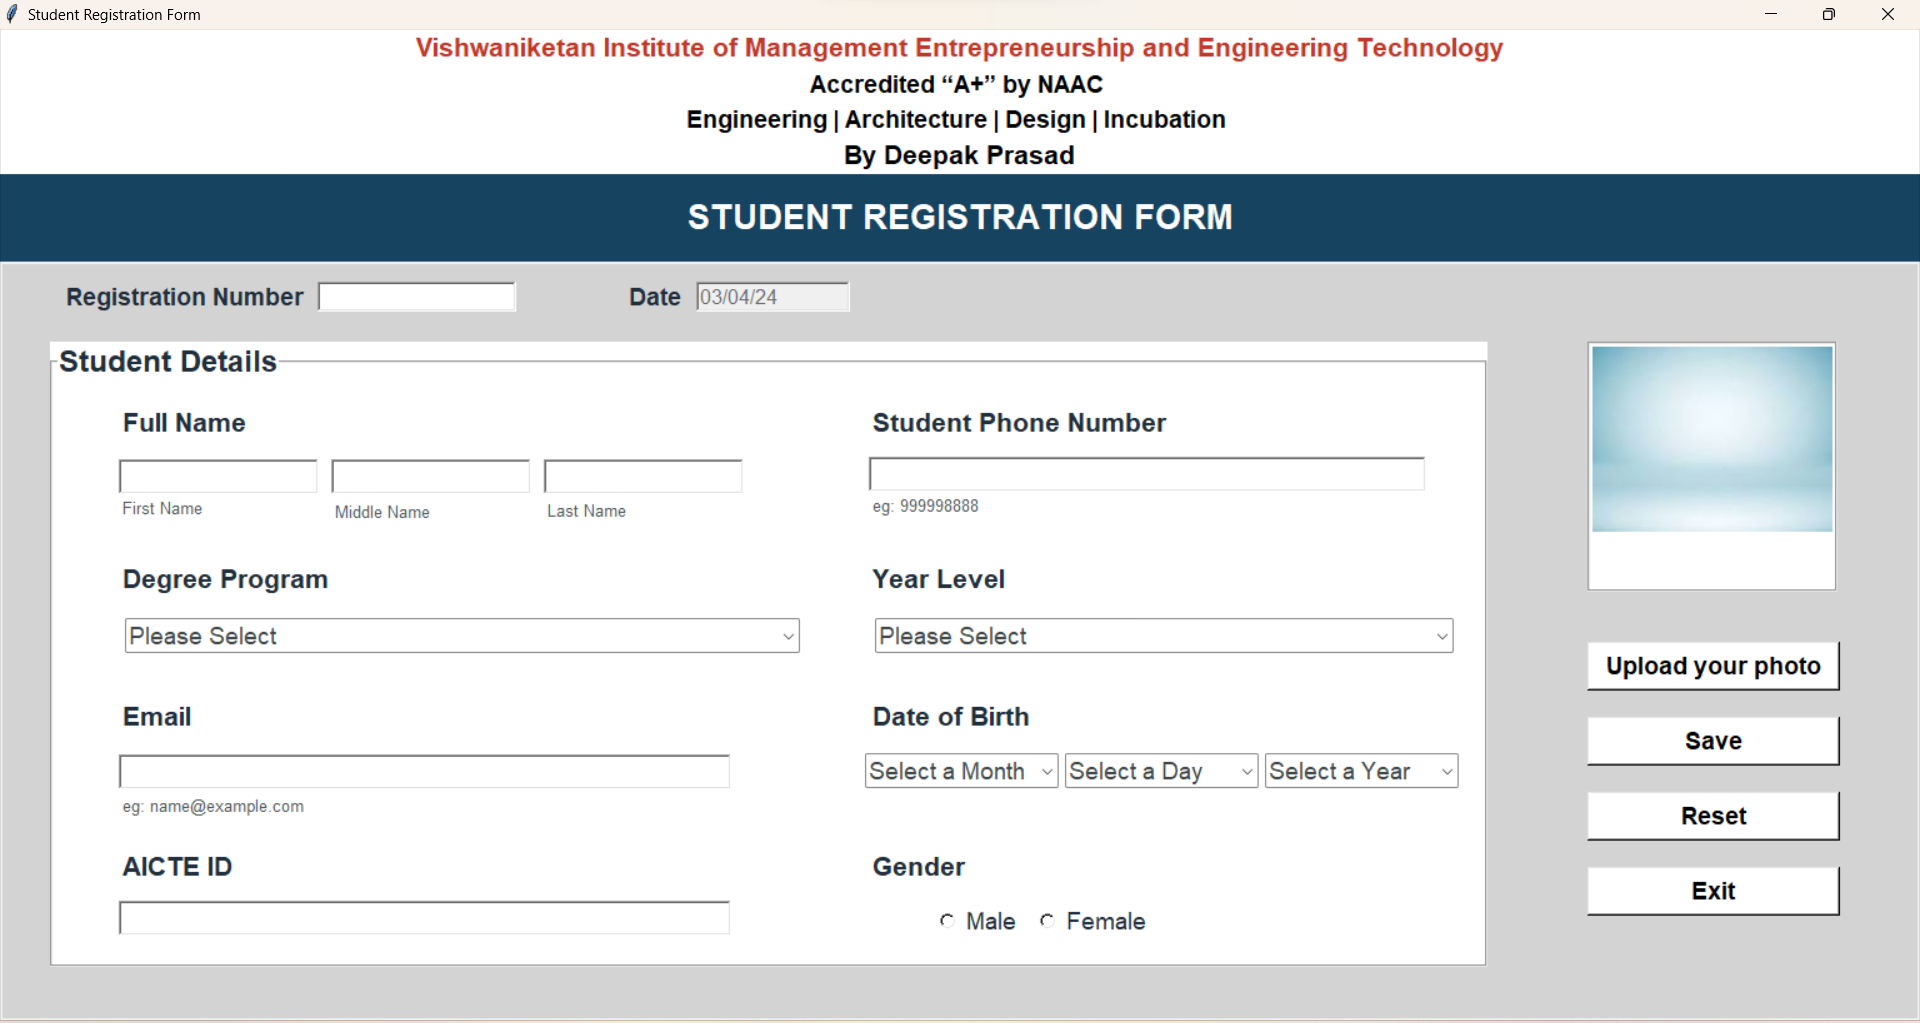 Student Registration Form
Vishwaniketan Institute of Management Entrepreneurship and Engineering Technology
Accredited “A+” by NAAC
Engineering | Architecture | Design | Incubation
By Deepak Prasad
STUDENT REGISTRATION FORM
Registration Number
Date 03/04/24
Student Details
Full Name
First Name
Middle Name
Last Name
Student Phone Number
eg: 999998888
Degree Program
Please Select
Year Level
Please Select
Email
eg: name@example.com
Date of Birth
Select a Month Select a Day Select a Year
AICTE ID
Gender
Male Female
Upload your photo
Save
Reset
Exit